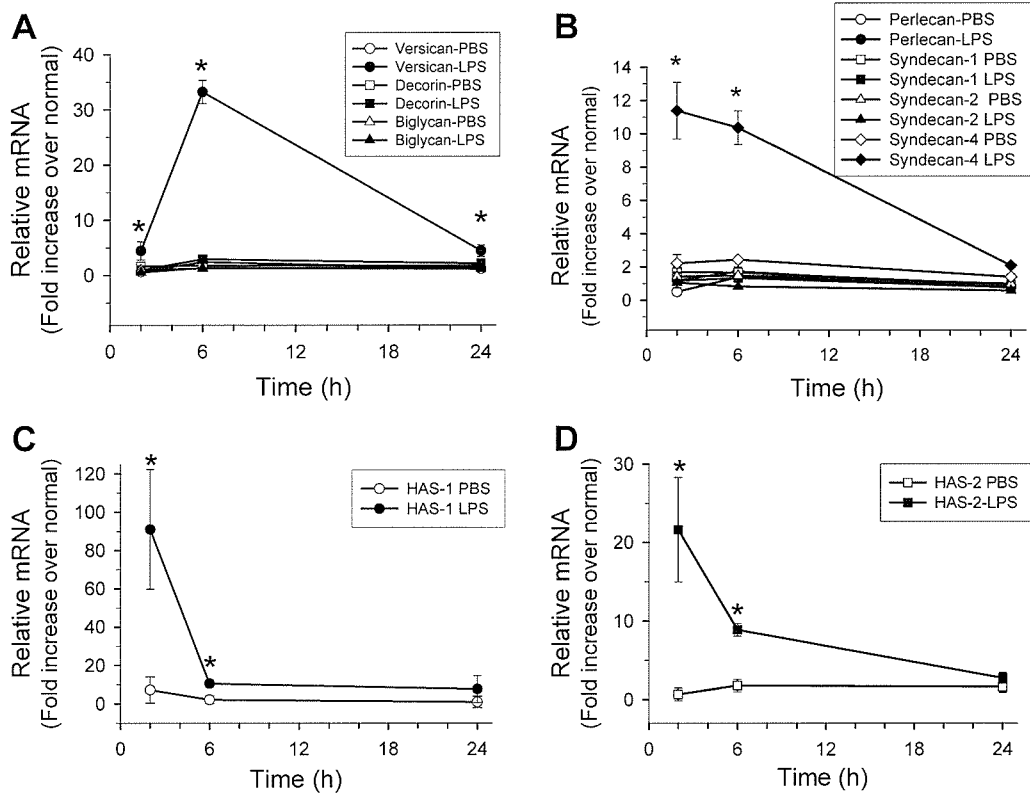 A
Relative mRNA
(Fold increase over normal)
40
30
20
10
0
*
*
*
Versican-PBS
Versican-LPS
Decorin-PBS
Decorin-LPS
Biglycan-PBS
Biglycan-LPS
0 6 12 18 24
Time (h)
B
Relative mRNA
(Fold increase over normal)
14
12
10
8
6
4
2
0
*
*
Perlecan-PBS
Perlecan-LPS
Syndecan-1 PBS
Syndecan-1 LPS
Syndecan-2 PBS
Syndecan-2 LPS
Syndecan-4 PBS
Syndecan-4 LPS
0 6 12 18 24
Time (h)
C
Relative mRNA
(Fold increase over normal)
120
100
80
60
40
20
0
*
*
HAS-1 PBS
HAS-1 LPS
0 6 12 18 24
Time (h)
D
Relative mRNA
(Fold increase over normal)
30
20
10
0
*
*
HAS-2 PBS
HAS-2-LPS
0 6 12 18 24
Time (h)